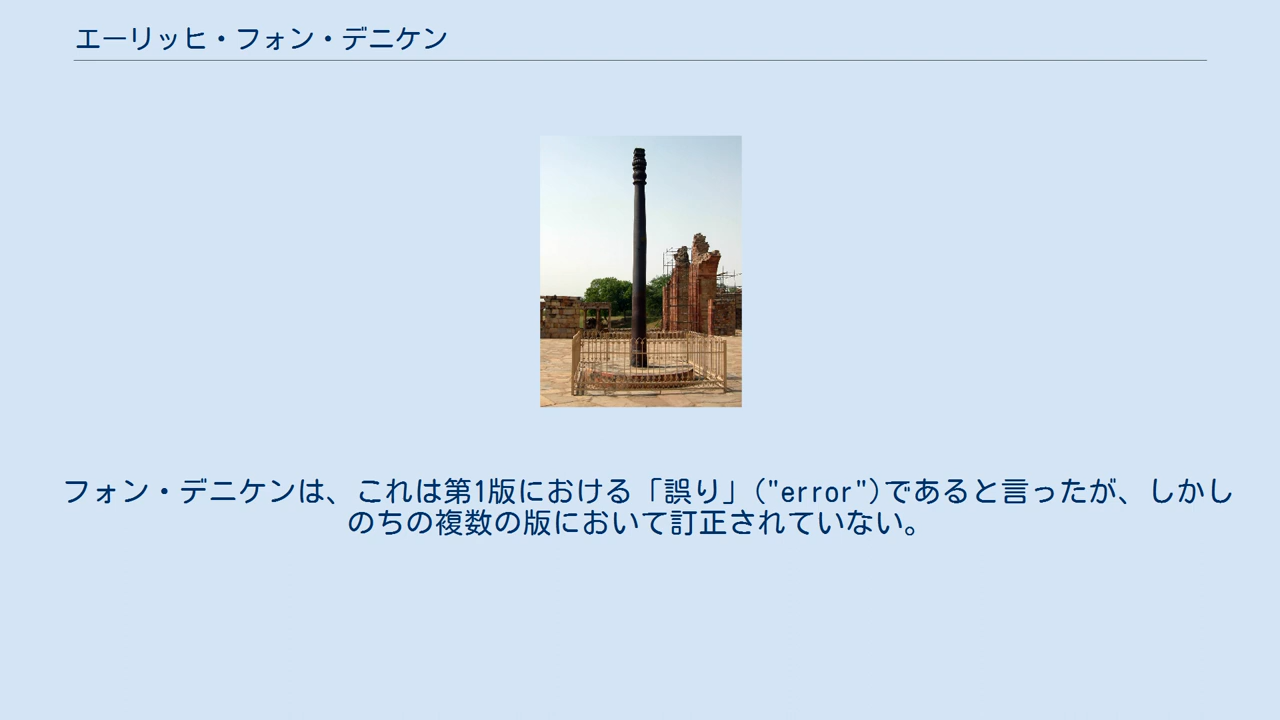 エーリッヒ・フォン・デニケン
フォン・デニケンは、これは第1版における「誤り」("error")であると言ったが、しかし
のちの複数の版において訂正されていない。